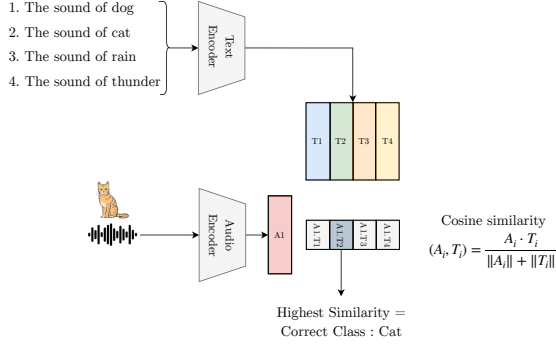 1. The sound of dog
2. The sound of cat
3. The sound of rain
4. The sound of thunder
Text
Encoder
T1 T2 T3 T4
Audio
Encoder
A1
A1.T1 A1.T2 A1.T3 A1.T4
Cosine similarity
(A_i, T_i) = A_i · T_i / ‖A_i‖ + ‖T_i‖
Highest Similarity =
Correct Class : Cat